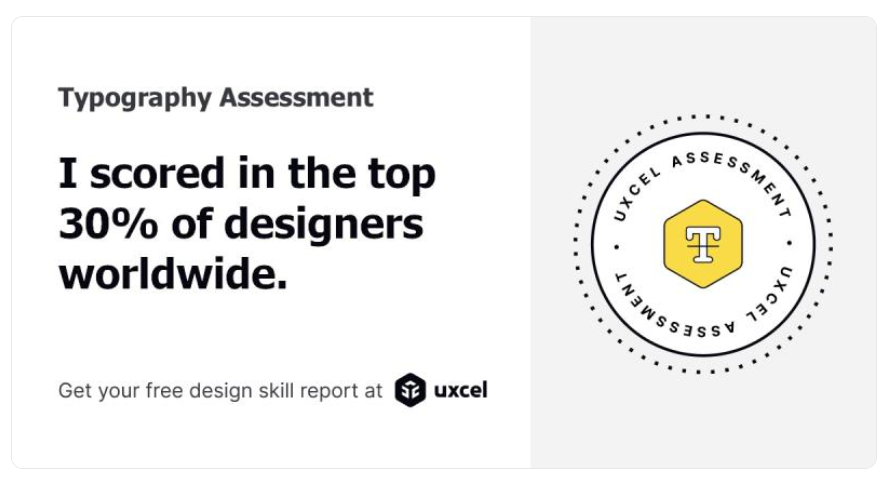 Typography Assessment
I scored in the top
30% of designers
worldwide.
Get your free design skill report at uxcel
UXCEL ASSESSMENT • UXCEL ASSESSMENT •
T